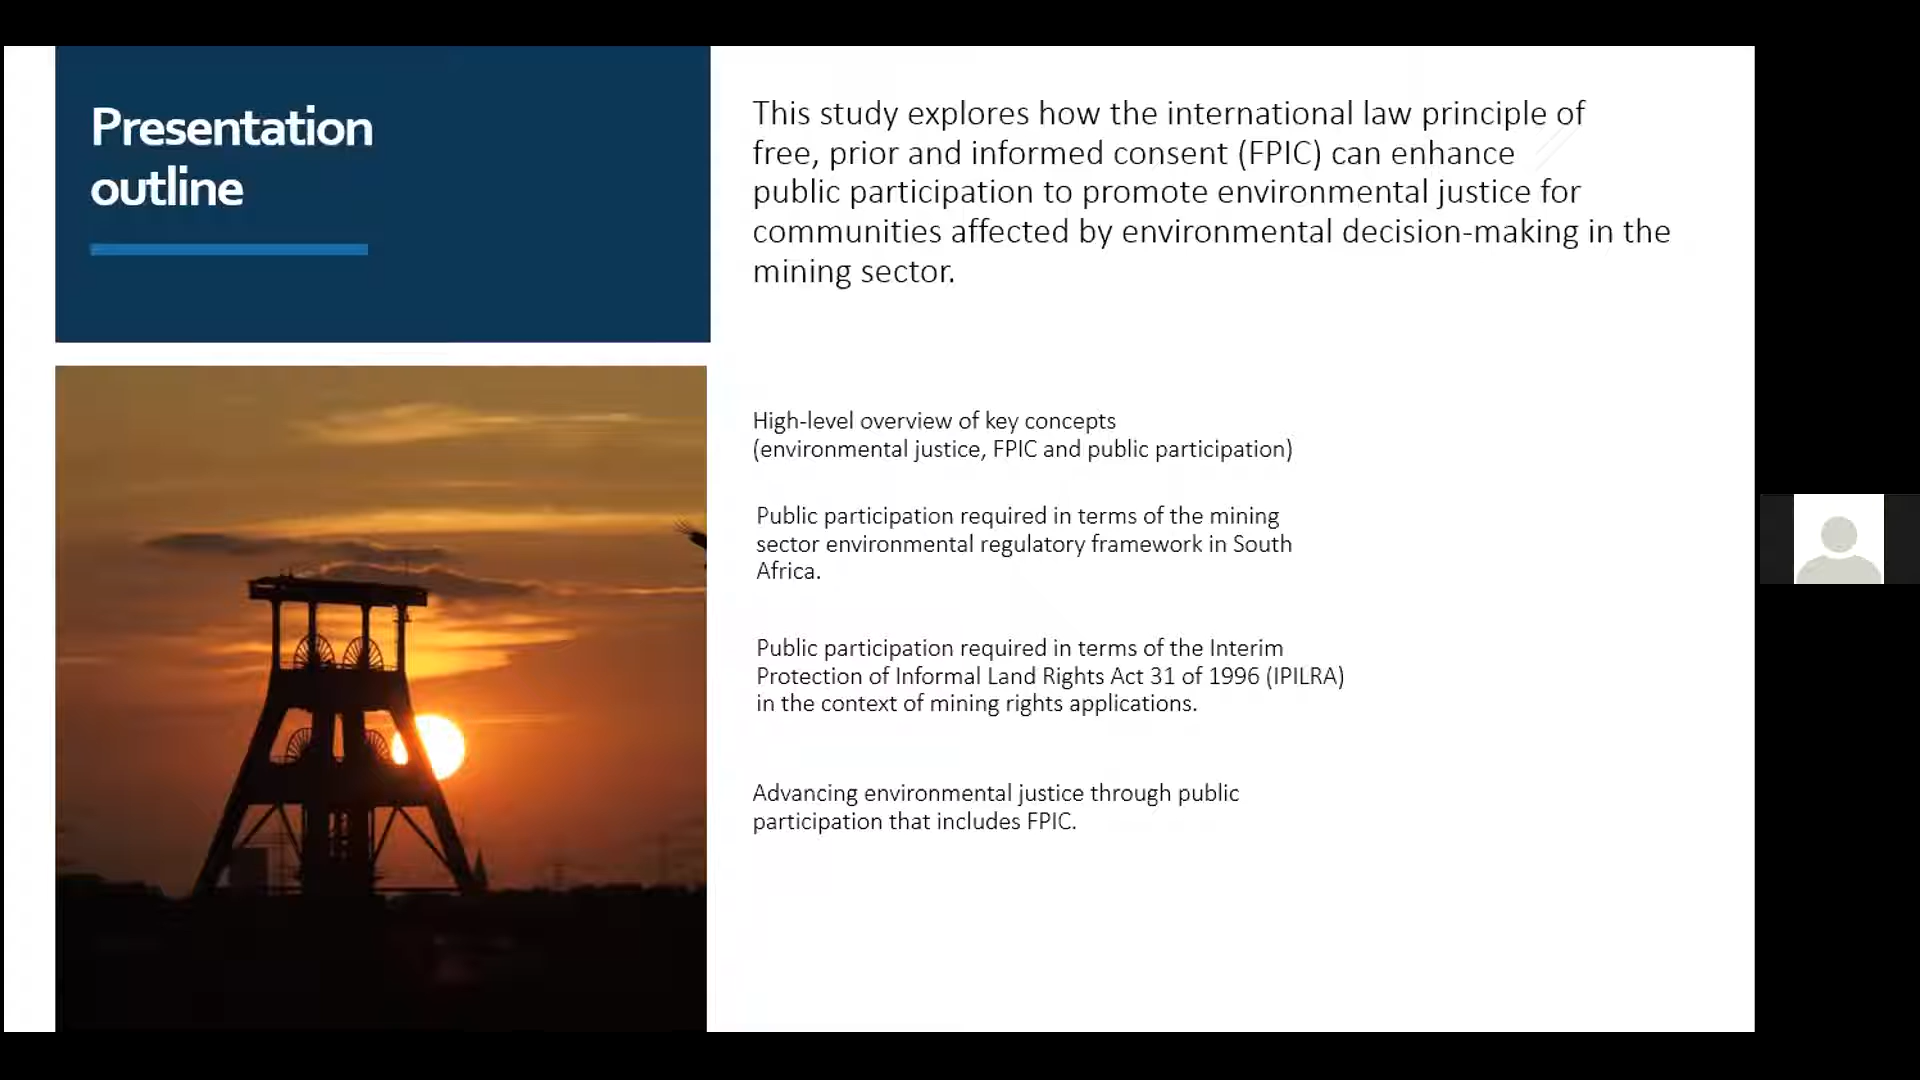 Presentation
outline
This study explores how the international law principle of
free, prior and informed consent (FPIC) can enhance
public participation to promote environmental justice for
communities affected by environmental decision-making in the
mining sector.
High-level overview of key concepts
(environmental justice, FPIC and public participation)
Public participation required in terms of the mining
sector environmental regulatory framework in South
Africa.
Public participation required in terms of the Interim
Protection of Informal Land Rights Act 31 of 1996 (IPILRA)
in the context of mining rights applications.
Advancing environmental justice through public
participation that includes FPIC.